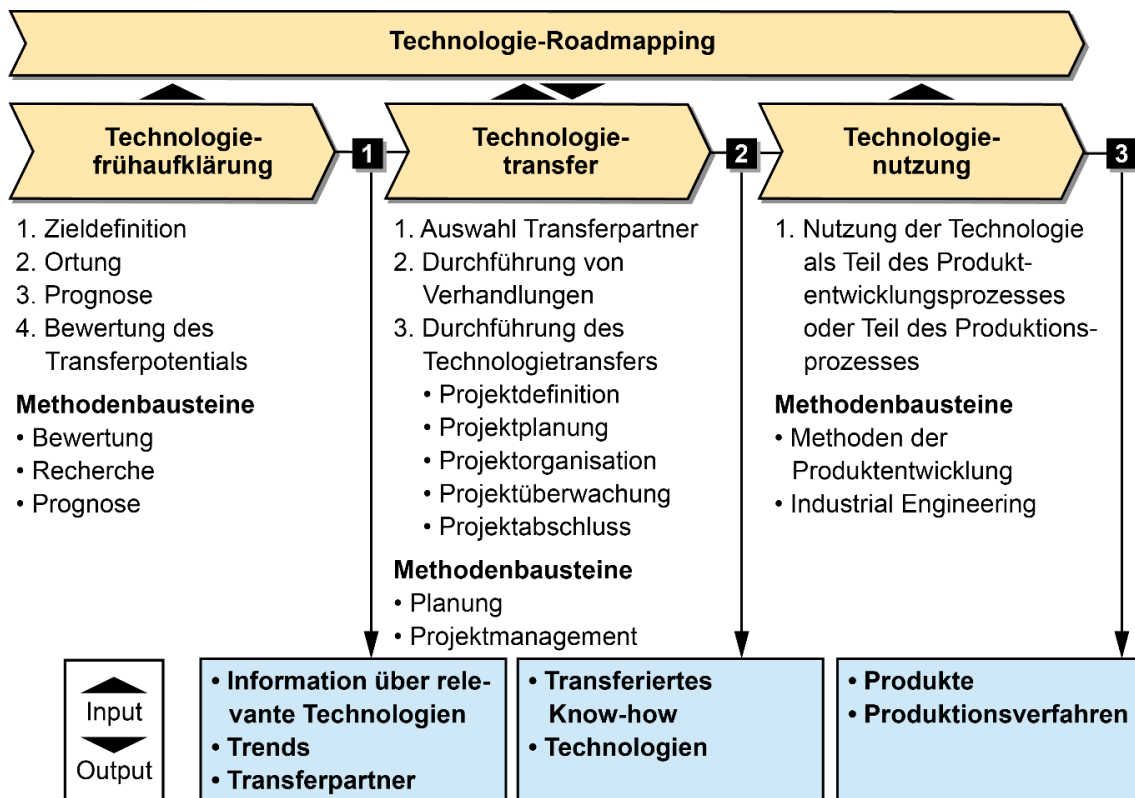 Technologie-Roadmapping
Technologie-
frühaufklärung
1
Technologie-
transfer
2
Technologie-
nutzung
3
1. Zieldefinition
2. Ortung
3. Prognose
4. Bewertung des
Transferpotentials
Methodenbausteine
• Bewertung
• Recherche
• Prognose
1. Auswahl Transferpartner
2. Durchführung von
Verhandlungen
3. Durchführung des
Technologietransfers
• Projektdefinition
• Projektplanung
• Projektorganisation
• Projektüberwachung
• Projektabschluss
Methodenbausteine
• Planung
• Projektmanagement
1. Nutzung der Technologie
als Teil des Produkt-
entwicklungsprozesses
oder Teil des Produktions-
prozesses
Methodenbausteine
• Methoden der
Produktentwicklung
• Industrial Engineering
Input
Output
• Information über rele-
vante Technologien
• Trends
• Transferpartner
• Transferiertes
Know-how
• Technologien
• Produkte
• Produktionsverfahren